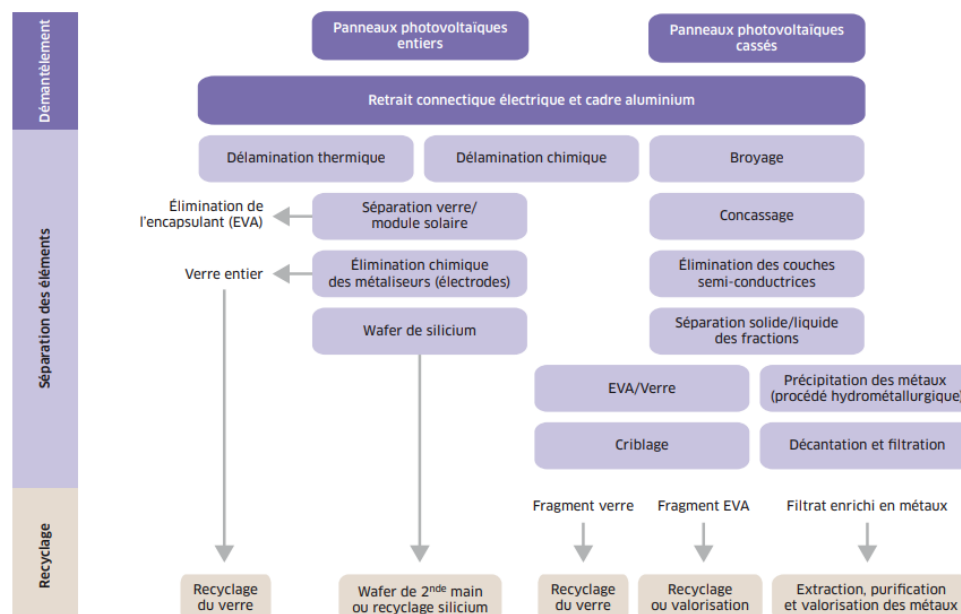 Démantèlement
Panneaux photovoltaïques
entiers
Panneaux photovoltaïques
cassés
Retrait connectique électrique et cadre aluminium
Séparation des éléments
Délamination thermique
Délamination chimique
Broyage
Élimination de
l'encapsulant (EVA)
Séparation verre/
module solaire
Concassage
Verre entier
Élimination chimique
des métaliseurs (électrodes)
Élimination des couches
semi-conductrices
Wafer de silicium
Séparation solide/liquide
des fractions
EVA/Verre
Précipitation des métaux
(procédé hydrométallurgique)
Criblage
Décantation et filtration
Recyclage
Fragment verre
Fragment EVA
Filtrat enrichi en métaux
Recyclage
du verre
Wafer de 2nde main
ou recyclage silicium
Recyclage
du verre
Recyclage
ou valorisation
Extraction, purification
et valorisation des métaux